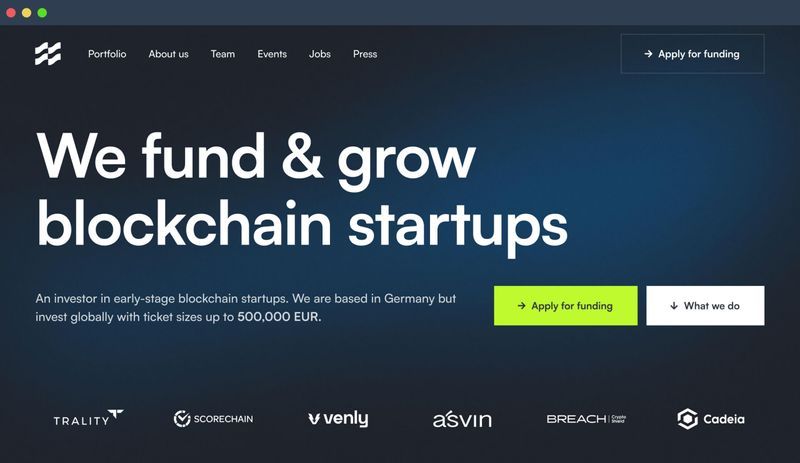 Portfolio About us Team Events Jobs Press → Apply for funding
We fund & grow
blockchain startups
An investor in early-stage blockchain startups. We are based in Germany but
invest globally with ticket sizes up to 500,000 EUR.
→ Apply for funding ↓ What we do
TRALITY SCORECHAIN venly asvin BREACH Crypto Shield Cadeia